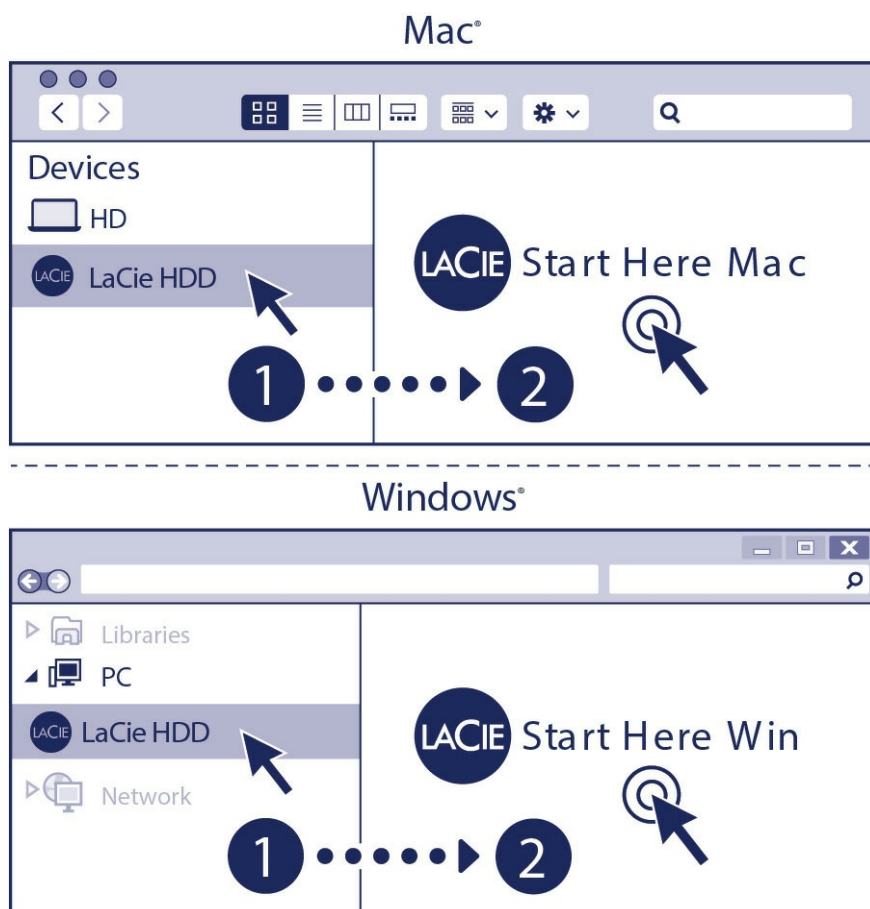 Mac®
Devices
HD
LACIE LaCie HDD
LACIE Start Here Mac
1 2
Windows®
Libraries
PC
LACIE LaCie HDD
LACIE Start Here Win
Network
1 2